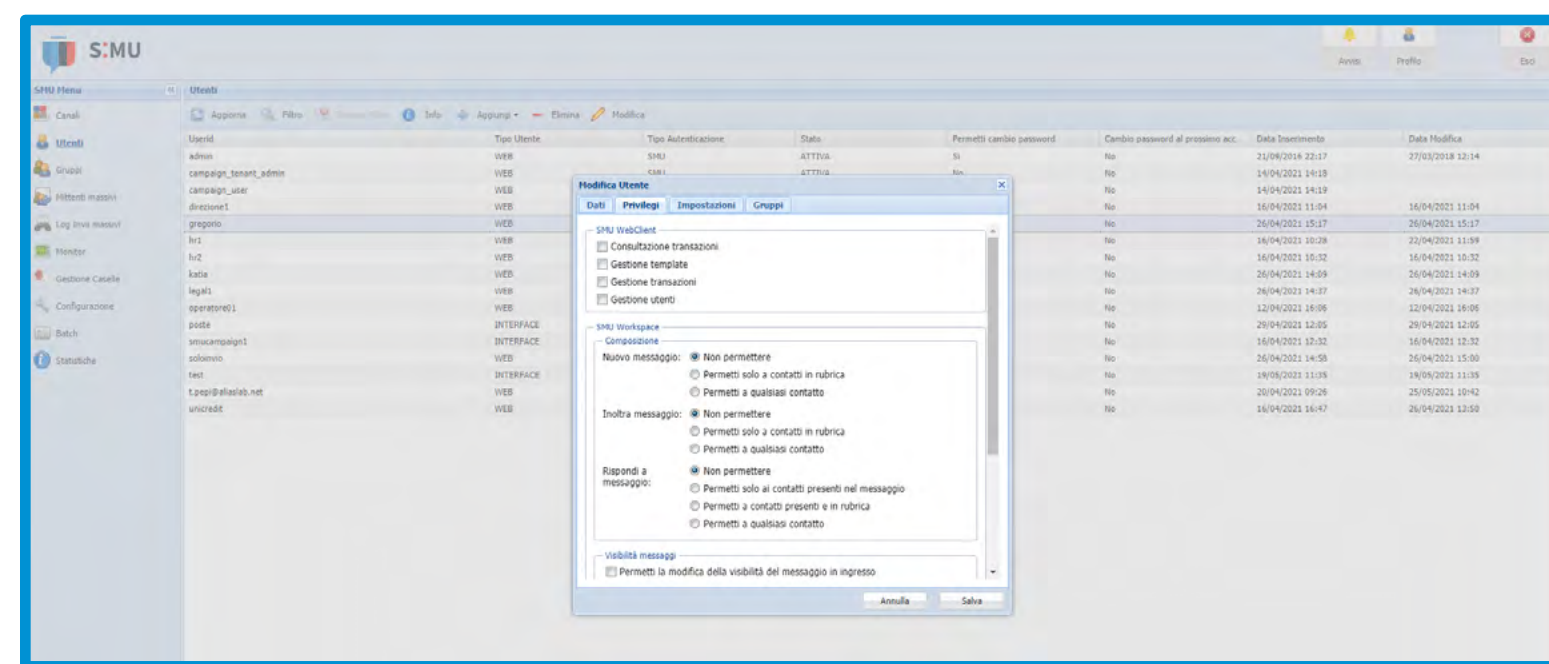 S:MU
Avvisi Profilo Esci
SMU Menu
Utenti
Canali
Aggiorna Filtro Info Aggiungi Elimina Modifica
Utenti
Gruppi
Mittenti massivi
Log Invii massivi
Monitor
Gestione Caselle
Configurazione
Batch
Statistiche
Userid Tipo Utente Tipo Autenticazione Stato Permetti cambio password Cambio password al prossimo acc. Data Inserimento Data Modifica
admin WEB SMU ATTIVA Si No 21/09/2016 22:17 27/03/2018 12:14
campaign_tenant_admin WEB SMU ATTIVA No No 14/04/2021 14:18
campaign_user WEB No 14/04/2021 14:19
direzione1 WEB No 16/04/2021 11:04 16/04/2021 11:04
gregorio WEB No 26/04/2021 15:17 26/04/2021 15:17
hr1 WEB No 16/04/2021 10:28 22/04/2021 11:59
hr2 WEB No 16/04/2021 10:32 16/04/2021 10:32
katia WEB No 26/04/2021 14:09 26/04/2021 14:09
legal1 WEB No 26/04/2021 14:37 26/04/2021 14:37
operatore01 WEB No 12/04/2021 16:06 12/04/2021 16:06
poste INTERFACE No 29/04/2021 12:05 29/04/2021 12:05
smucampaign1 INTERFACE No 16/04/2021 12:32 16/04/2021 12:32
soloinvio WEB No 26/04/2021 14:58 26/04/2021 15:00
test INTERFACE No 19/05/2021 11:35 19/05/2021 11:35
t.pepi@aliaslab.net WEB No 20/04/2021 09:26 25/05/2021 10:42
unicredit WEB No 16/04/2021 16:47 26/04/2021 13:50
Modifica Utente
Dati Privilegi Impostazioni Gruppi
SMU WebClient
Consultazione transazioni
Gestione template
Gestione transazioni
Gestione utenti
SMU Workspace
Composizione
Nuovo messaggio: Non permettere
Permetti solo a contatti in rubrica
Permetti a qualsiasi contatto
Inoltra messaggio: Non permettere
Permetti solo a contatti in rubrica
Permetti a qualsiasi contatto
Rispondi a messaggio: Non permettere
Permetti solo ai contatti presenti nel messaggio
Permetti a contatti presenti e in rubrica
Permetti a qualsiasi contatto
Visibilità messaggi
Permetti la modifica della visibilità del messaggio in ingresso
Annulla Salva